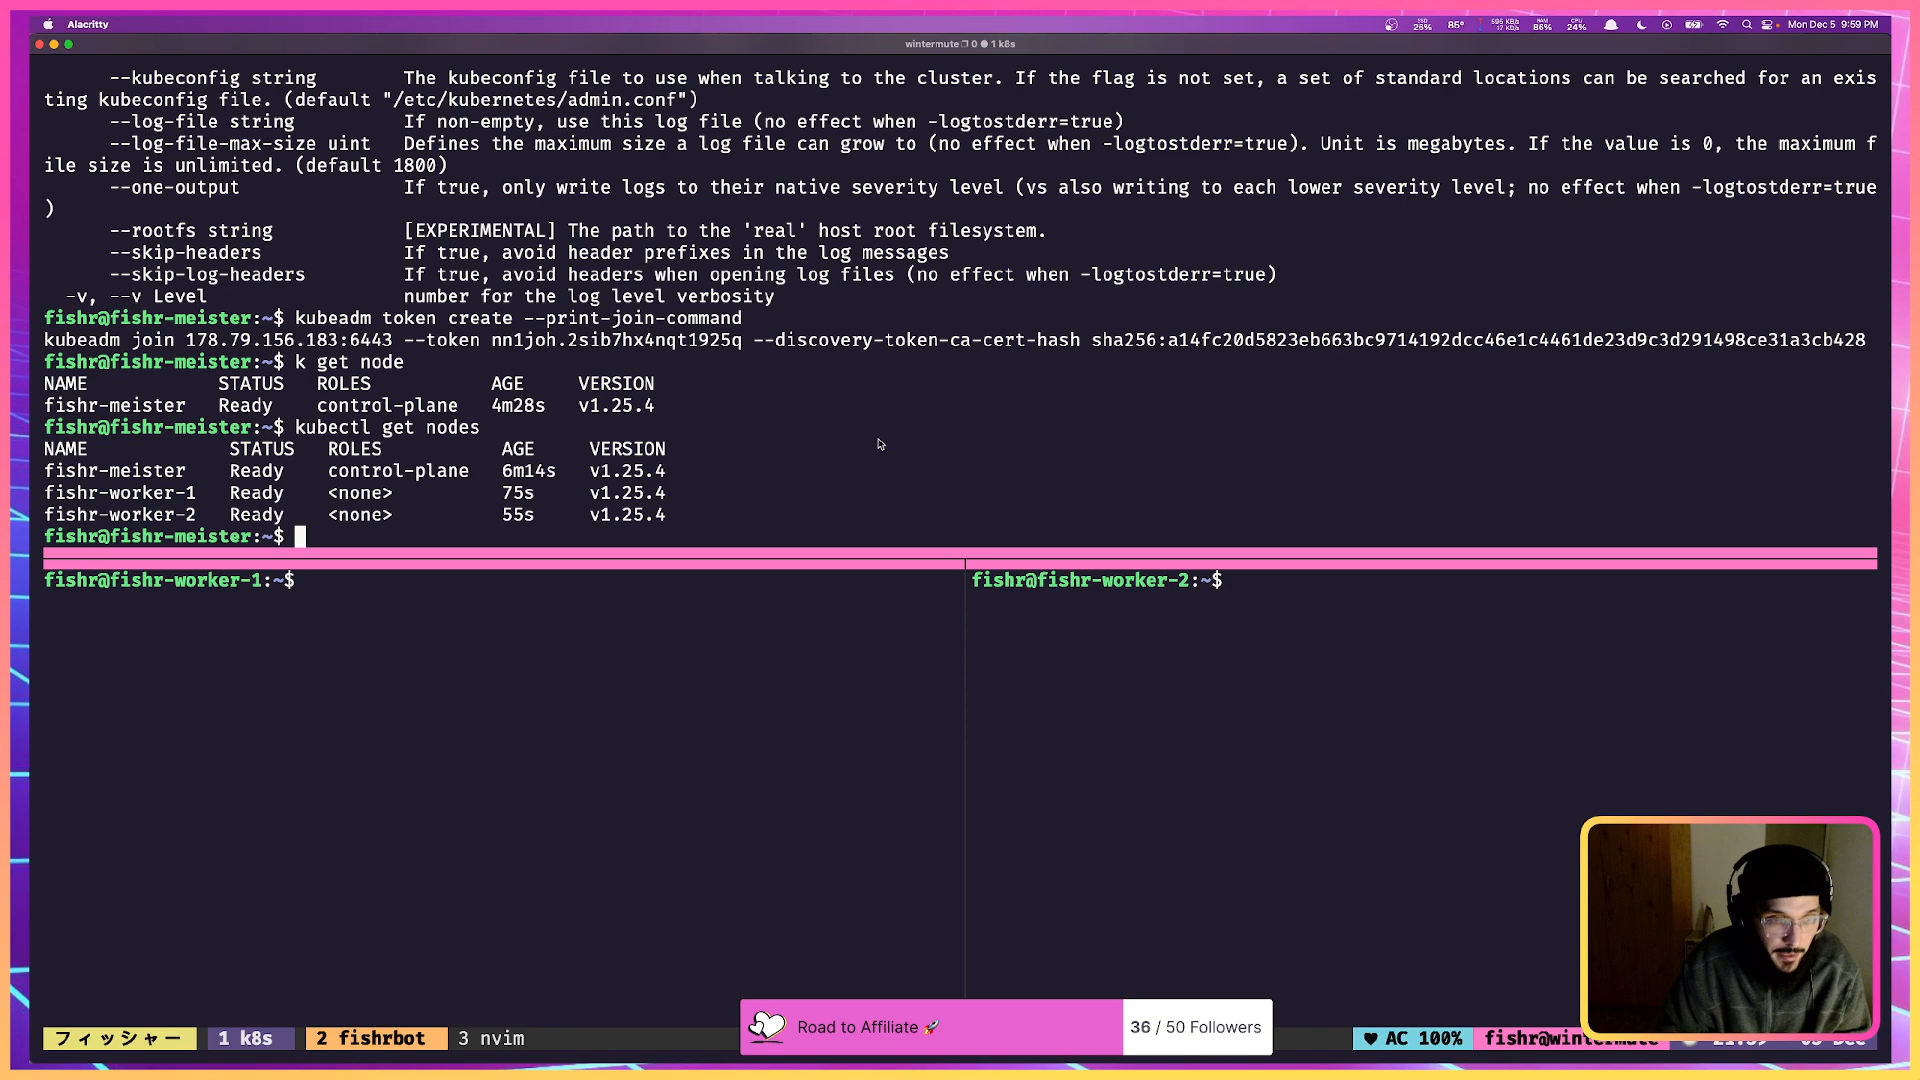 Alacritty
SSD
26%
85°
595 KB/s
17 KB/s
RAM
86%
CPU
24%
Mon Dec 5 9:59 PM
wintermute 0 1 k8s
--kubeconfig string The kubeconfig file to use when talking to the cluster. If the flag is not set, a set of standard locations can be searched for an exis
ting kubeconfig file. (default "/etc/kubernetes/admin.conf")
--log-file string If non-empty, use this log file (no effect when -logtostderr=true)
--log-file-max-size uint Defines the maximum size a log file can grow to (no effect when -logtostderr=true). Unit is megabytes. If the value is 0, the maximum f
ile size is unlimited. (default 1800)
--one-output If true, only write logs to their native severity level (vs also writing to each lower severity level; no effect when -logtostderr=true
)
--rootfs string [EXPERIMENTAL] The path to the 'real' host root filesystem.
--skip-headers If true, avoid header prefixes in the log messages
--skip-log-headers If true, avoid headers when opening log files (no effect when -logtostderr=true)
-v, --v Level number for the log level verbosity
fishr@fishr-meister:~$ kubeadm token create --print-join-command
kubeadm join 178.79.156.183:6443 --token nn1joh.2sib7hx4nqt1925q --discovery-token-ca-cert-hash sha256:a14fc20d5823eb663bc9714192dcc46e1c4461de23d9c3d291498ce31a3cb428
fishr@fishr-meister:~$ k get node
NAME STATUS ROLES AGE VERSION
fishr-meister Ready control-plane 4m28s v1.25.4
fishr@fishr-meister:~$ kubectl get nodes
NAME STATUS ROLES AGE VERSION
fishr-meister Ready control-plane 6m14s v1.25.4
fishr-worker-1 Ready <none> 75s v1.25.4
fishr-worker-2 Ready <none> 55s v1.25.4
fishr@fishr-meister:~$
fishr@fishr-worker-1:~$
fishr@fishr-worker-2:~$
フィッシャー 1 k8s 2 fishrbot 3 nvim
Road to Affiliate 🚀 36 / 50 Followers
♥ AC 100% fishr@wintermute